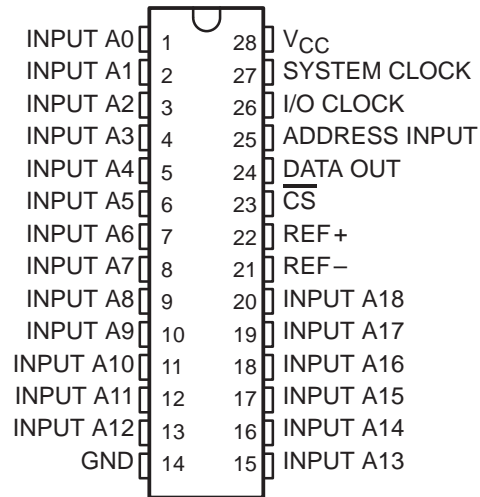 INPUT A0 1 28 VCC
INPUT A1 2 27 SYSTEM CLOCK
INPUT A2 3 26 I/O CLOCK
INPUT A3 4 25 ADDRESS INPUT
INPUT A4 5 24 DATA OUT
INPUT A5 6 23 C̅S̅
INPUT A6 7 22 REF+
INPUT A7 8 21 REF–
INPUT A8 9 20 INPUT A18
INPUT A9 10 19 INPUT A17
INPUT A10 11 18 INPUT A16
INPUT A11 12 17 INPUT A15
INPUT A12 13 16 INPUT A14
GND 14 15 INPUT A13